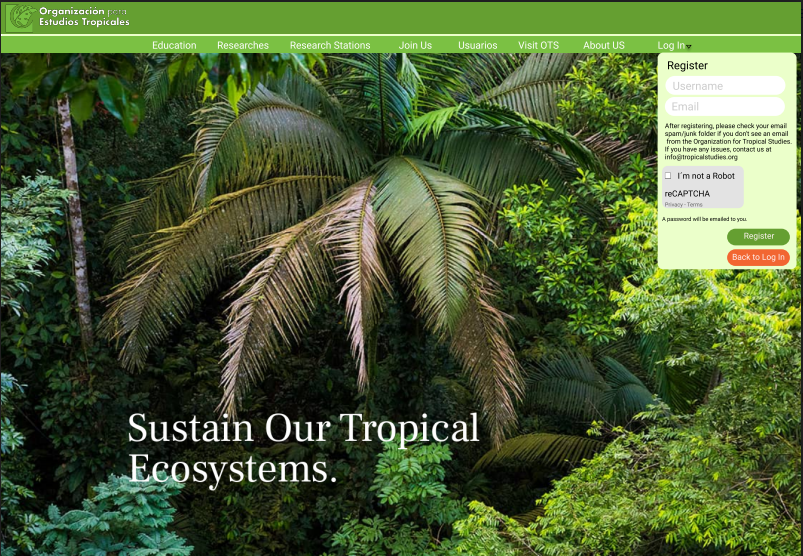 Organización para
Estudios Tropicales
Education Researches Research Stations Join Us Usuarios Visit OTS About US Log In
Register
Username
Email
After registering, please check your email
spam/junk folder if you don't see an email
from the Organization for Tropical Studies.
If you have any issues, contact us at
info@tropicalstudies.org
I´m not a Robot
reCAPTCHA
Privacy - Terms
A password will be emailed to you.
Register
Back to Log In
Sustain Our Tropical
Ecosystems.